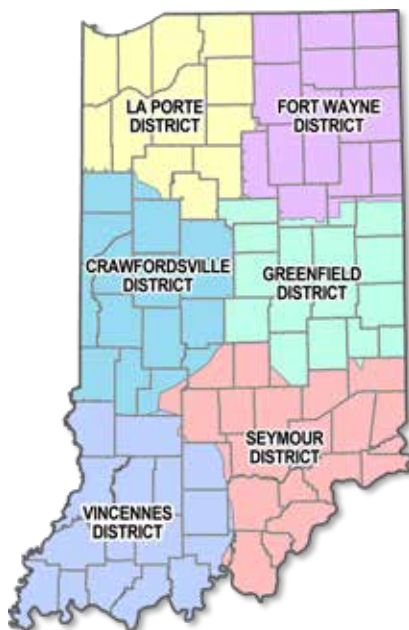 LA PORTE
DISTRICT
FORT WAYNE
DISTRICT
CRAWFORDSVILLE
DISTRICT
GREENFIELD
DISTRICT
SEYMOUR
DISTRICT
VINCENNES
DISTRICT